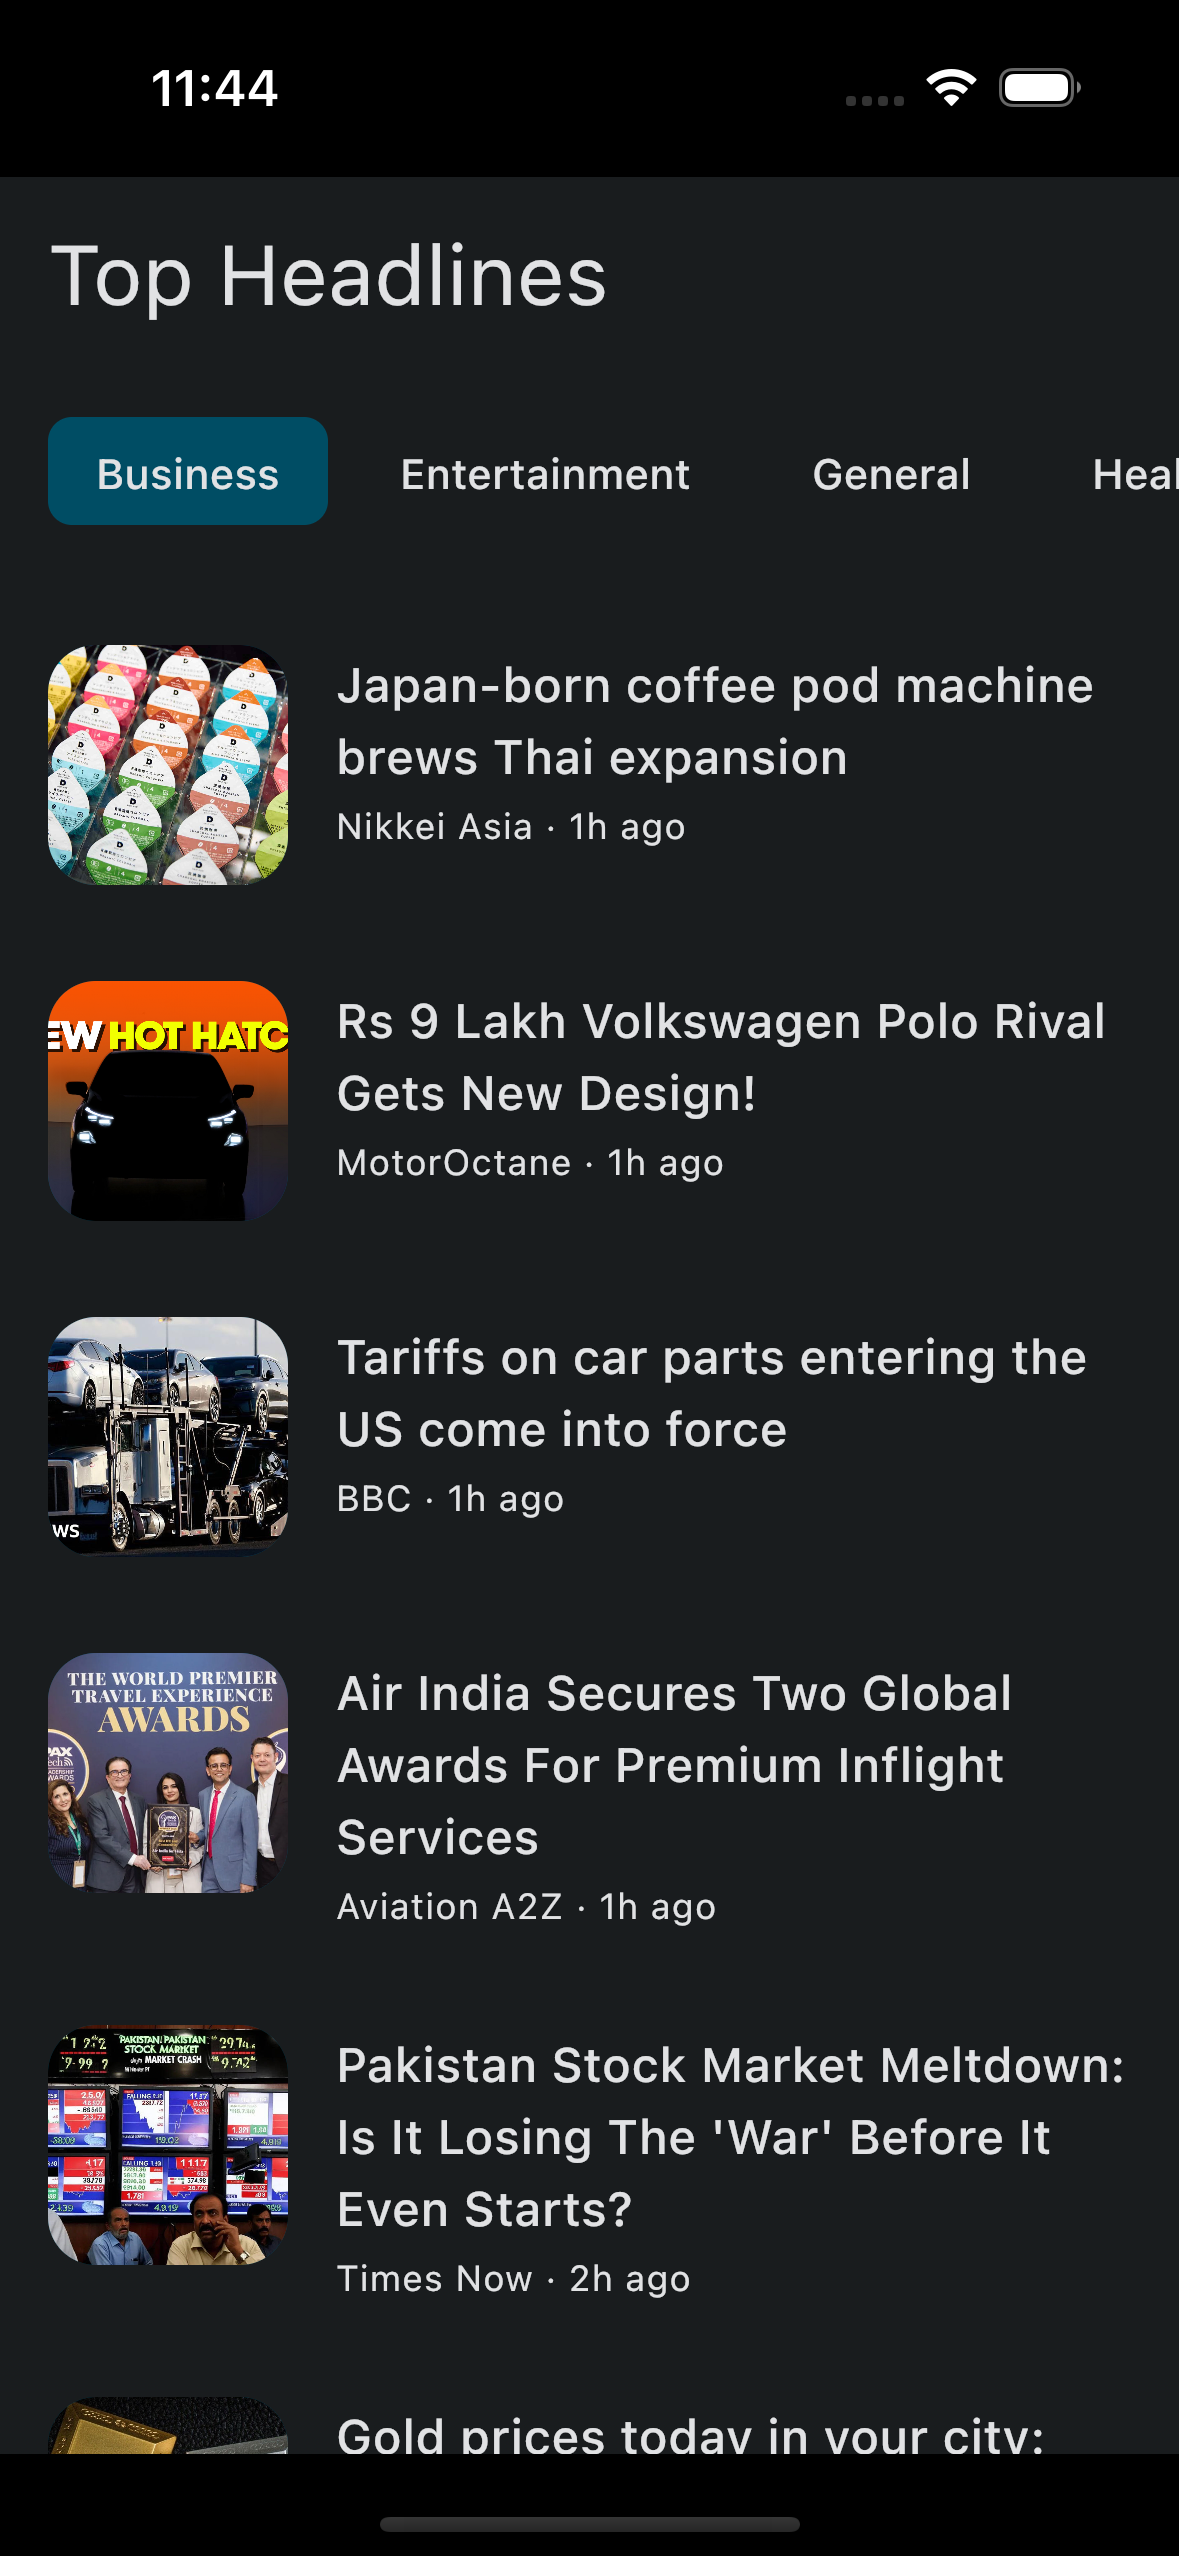 11:44
Top Headlines
Business
Entertainment
General
Heal
Japan-born coffee pod machine
brews Thai expansion
Nikkei Asia · 1h ago
EW HOT HATC
Rs 9 Lakh Volkswagen Polo Rival
Gets New Design!
MotorOctane · 1h ago
Tariffs on car parts entering the
US come into force
BBC · 1h ago
WS
THE WORLD PREMIER
TRAVEL EXPERIENCE
AWARDS
Air India Secures Two Global
Awards For Premium Inflight
Services
Aviation A2Z · 1h ago
PAKISTAN PAKISTAN
STOCK MARKET
MARKET CRASH
Pakistan Stock Market Meltdown:
Is It Losing The 'War' Before It
Even Starts?
Times Now · 2h ago
Gold prices today in your city: